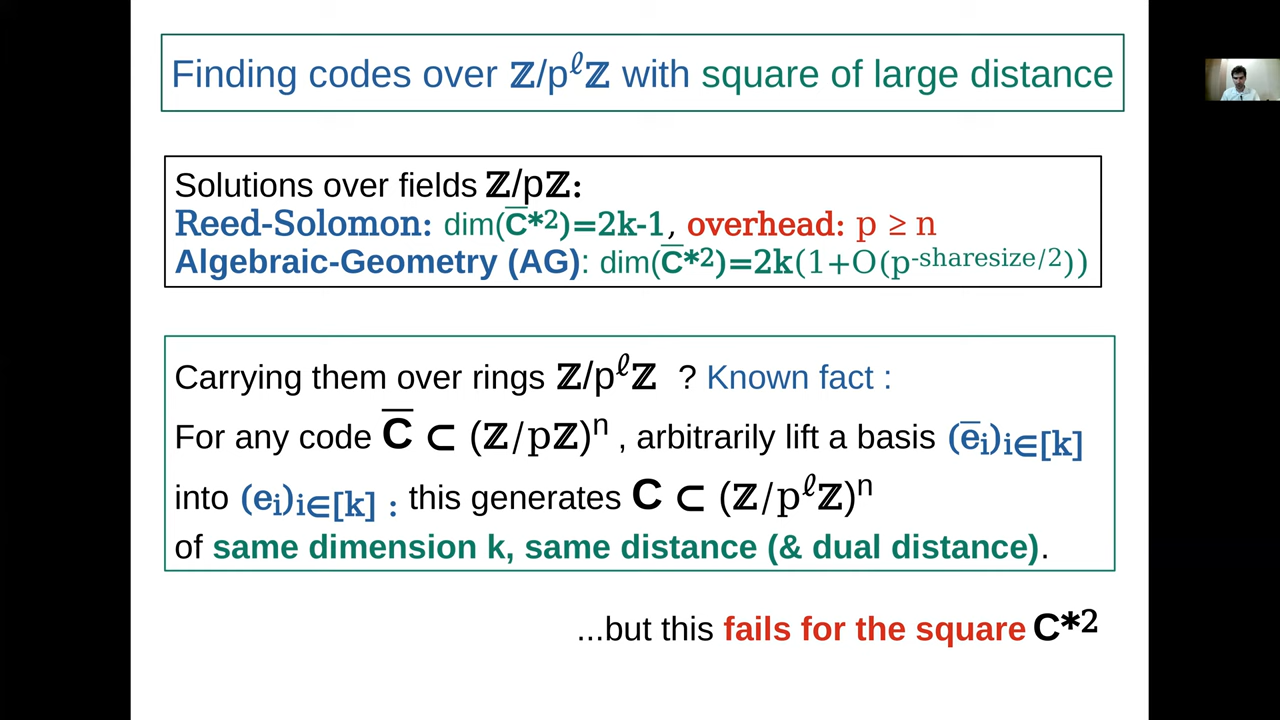 Finding codes over ℤ/pℓℤ with square of large distance
Solutions over fields ℤ/pℤ:
Reed-Solomon: dim(C̅*²)=2k-1, overhead: p ≥ n
Algebraic-Geometry (AG): dim(C̅*²)=2k(1+O(p^-sharesize/2))
Carrying them over rings ℤ/p^ℓℤ ? Known fact :
For any code C̅ ⊂ (ℤ/pℤ)ⁿ , arbitrarily lift a basis (e̅ᵢ)i∈[k]
into (eᵢ)i∈[k] : this generates C ⊂ (ℤ/p^ℓℤ)ⁿ
of same dimension k, same distance (& dual distance).
...but this fails for the square C*²